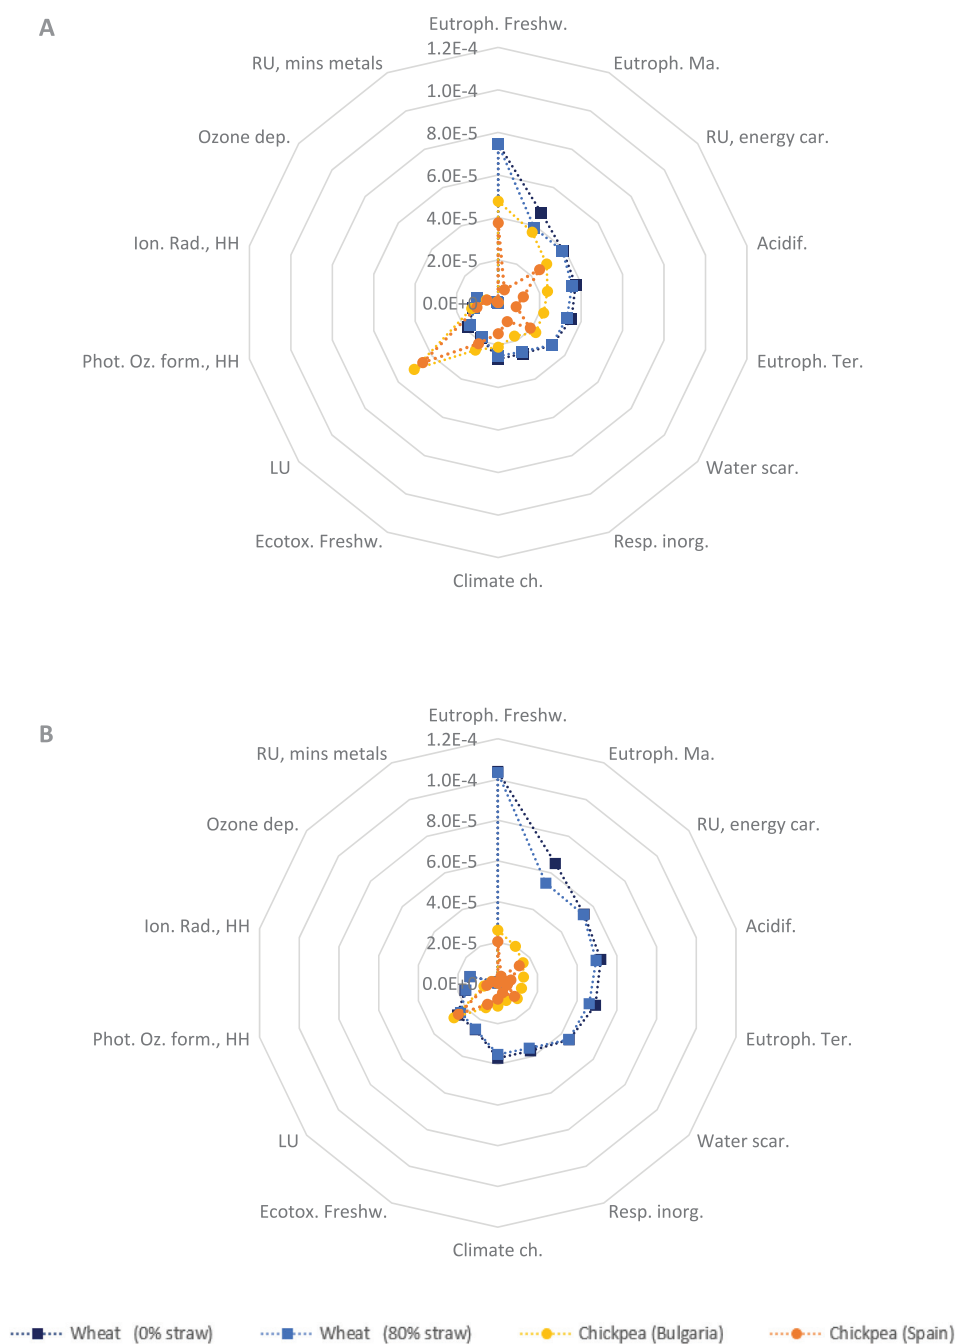 A
Eutroph. Freshw.
1.2E-4
RU, mins metals
Eutroph. Ma.
1.0E-4
Ozone dep.
8.0E-5
RU, energy car.
6.0E-5
4.0E-5
Ion. Rad., HH
Acidif.
2.0E-5
0.0E+0
Phot. Oz. form., HH
Eutroph. Ter.
LU
Water scar.
Ecotox. Freshw.
Resp. inorg.
Climate ch.
B
Eutroph. Freshw.
1.2E-4
RU, mins metals
Eutroph. Ma.
1.0E-4
Ozone dep.
8.0E-5
RU, energy car.
6.0E-5
4.0E-5
Ion. Rad., HH
Acidif.
2.0E-5
0.0E+0
Phot. Oz. form., HH
Eutroph. Ter.
LU
Water scar.
Ecotox. Freshw.
Resp. inorg.
Climate ch.
Wheat (0% straw) Wheat (80% straw) Chickpea (Bulgaria) Chickpea (Spain)